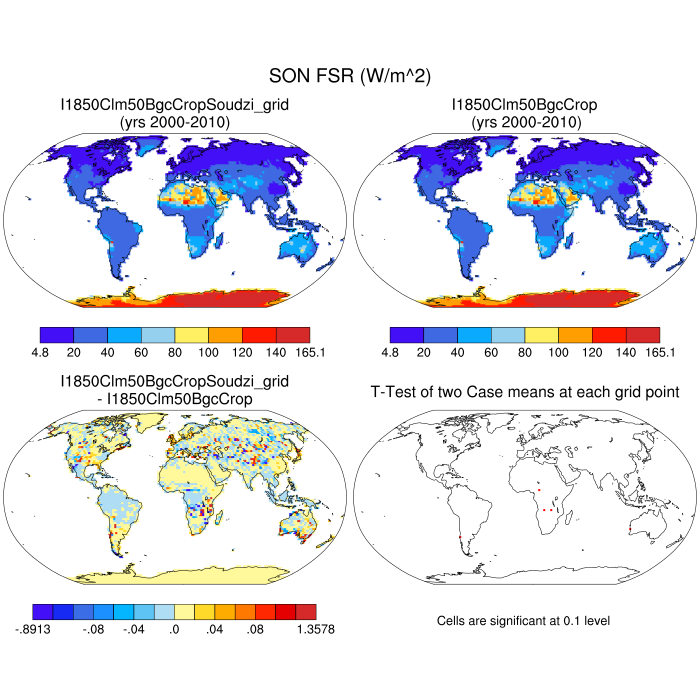 SON FSR (W/m^2)
I1850Clm50BgcCropSoudzi_grid
(yrs 2000-2010)
I1850Clm50BgcCrop
(yrs 2000-2010)
4.8 20 40 60 80 100 120 140 165.1
4.8 20 40 60 80 100 120 140 165.1
I1850Clm50BgcCropSoudzi_grid
- I1850Clm50BgcCrop
T-Test of two Case means at each grid point
-.8913 -.08 -.04 .0 .04 .08 1.3578
Cells are significant at 0.1 level